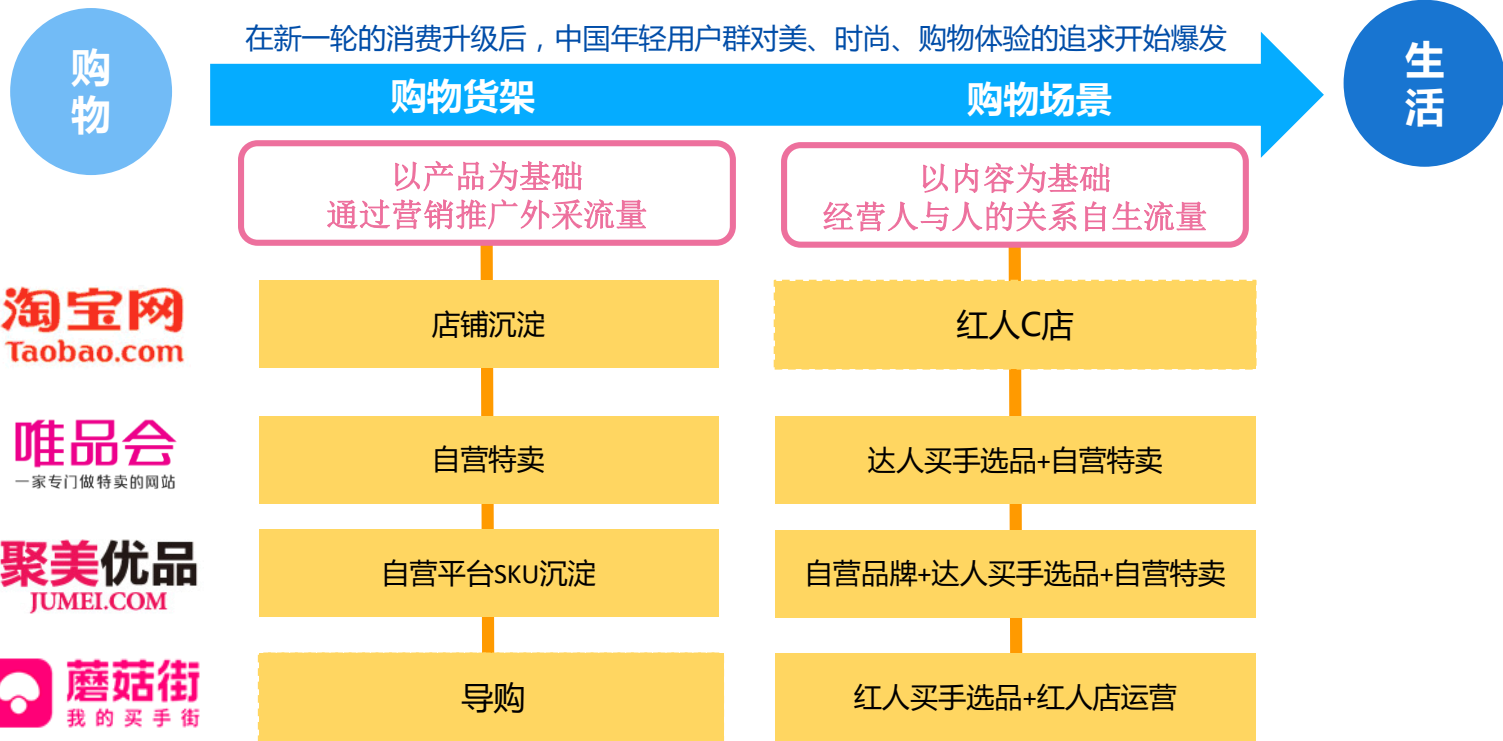 购
物
在新一轮的消费升级后，中国年轻用户群对美、时尚、购物体验的追求开始爆发
购物货架
购物场景
生
活
以产品为基础
通过营销推广外采流量
以内容为基础
经营人与人的关系自生流量
淘宝网
Taobao.com
店铺沉淀
红人C店
唯品会
一家专门做特卖的网站
自营特卖
达人买手选品+自营特卖
聚美优品
JUMEI.COM
自营平台SKU沉淀
自营品牌+达人买手选品+自营特卖
蘑菇街
我的买手街
导购
红人买手选品+红人店运营